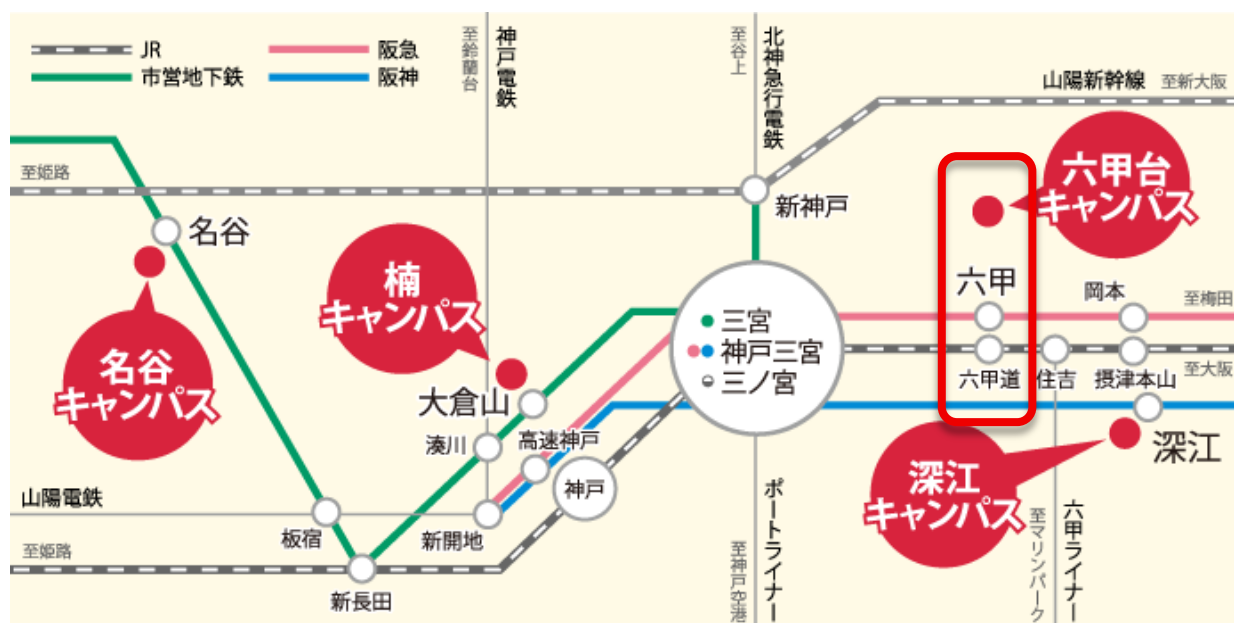 JR
阪急
市営地下鉄
阪神
至鈴蘭台
神戸電鉄
至谷上
北神急行電鉄
山陽新幹線 至新大阪
至姫路
新神戸
六甲台
キャンパス
名谷
楠
キャンパス
六甲
岡本
至梅田
三宮
神戸三宮
三ノ宮
至大阪
六甲道
住吉
摂津本山
名谷
キャンパス
大倉山
湊川
高速神戸
深江
深江
キャンパス
神戸
山陽電鉄
板宿
新開地
至姫路
新長田
至神戸空港
ポートライナー
至マリンパーク
六甲ライナー